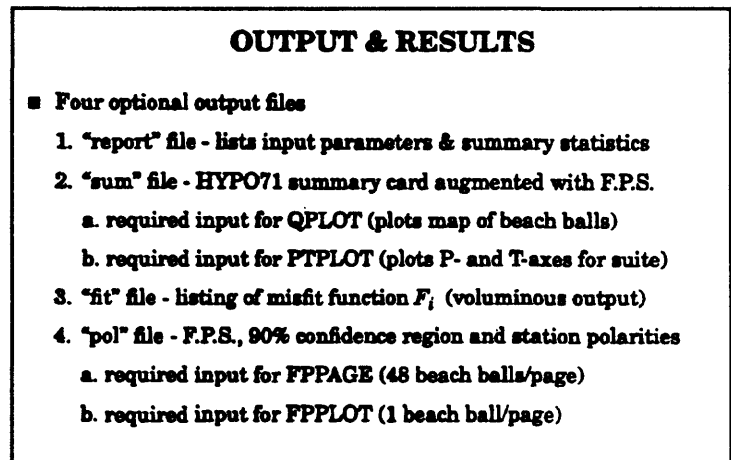 OUTPUT & RESULTS
■ Four optional output files
1. "report" file - lists input parameters & summary statistics
2. "sum" file - HYPO71 summary card augmented with F.P.S.
a. required input for QPLOT (plots map of beach balls)
b. required input for PTPLOT (plots P- and T-axes for suite)
3. "fit" file - listing of misfit function Fᵢ (voluminous output)
4. "pol" file - F.P.S., 90% confidence region and station polarities
a. required input for FPPAGE (48 beach balls/page)
b. required input for FPPLOT (1 beach ball/page)